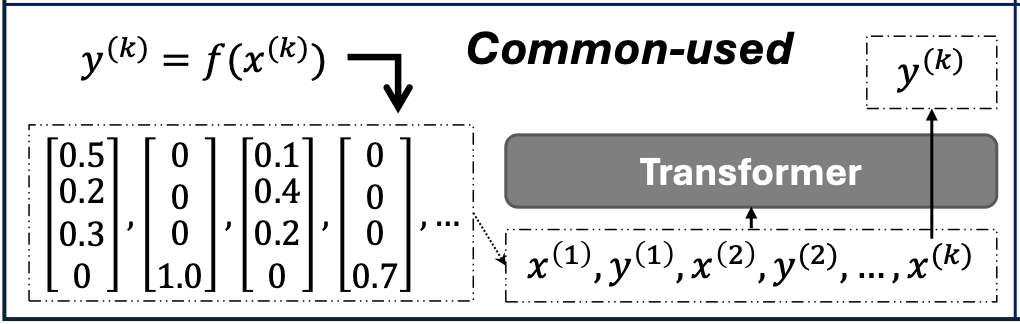 y^(k) = f(x^(k))
Common-used
y^(k)
[0.5 0.2 0.3 0], [0 0 0 1.0], [0.1 0.4 0.2 0], [0 0 0 0.7], ...
Transformer
x^(1), y^(1), x^(2), y^(2), ..., x^(k)